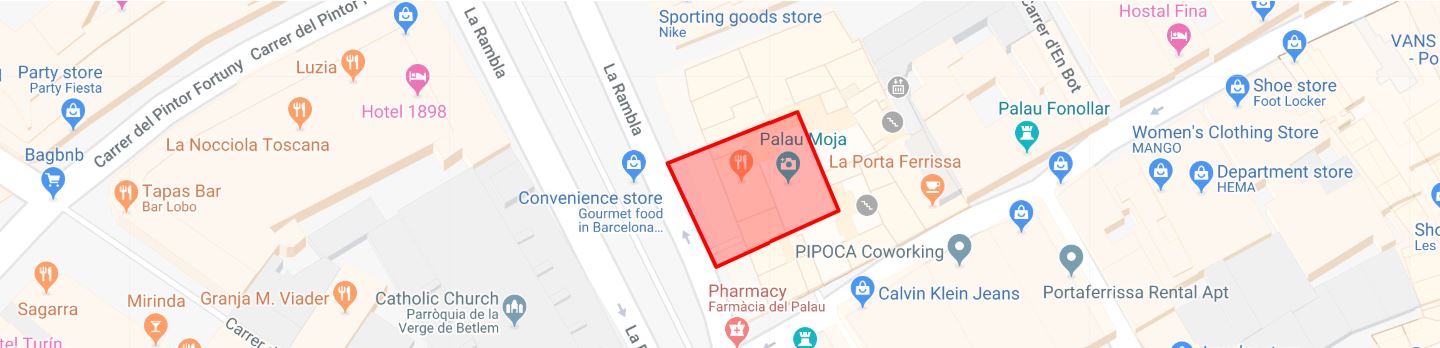 Sporting goods store
Nike
Hostal Fina
Carrer del Pintor Fortuny
Carrer del Pin
La Rambla
La Rambla
Carrer d'En Bot
VANS
- Po
Luzia
Party store
Party Fiesta
Hotel 1898
Shoe store
Foot Locker
Palau Fonollar
Women's Clothing Store
MANGO
La Nocciola Toscana
Palau Moja
La Porta Ferrissa
Bagbnb
Tapas Bar
Bar Lobo
Convenience store
Gourmet food
in Barcelona...
Department store
HEMA
Sho
Les
PIPOCA Coworking
Sagarra
Mirinda
Granja M. Viader
Catholic Church
Parròquia de la
Verge de Betlem
Pharmacy
Farmàcia del Palau
Calvin Klein Jeans
Portaferrissa Rental Apt
Carrer de
La R
tel Turín